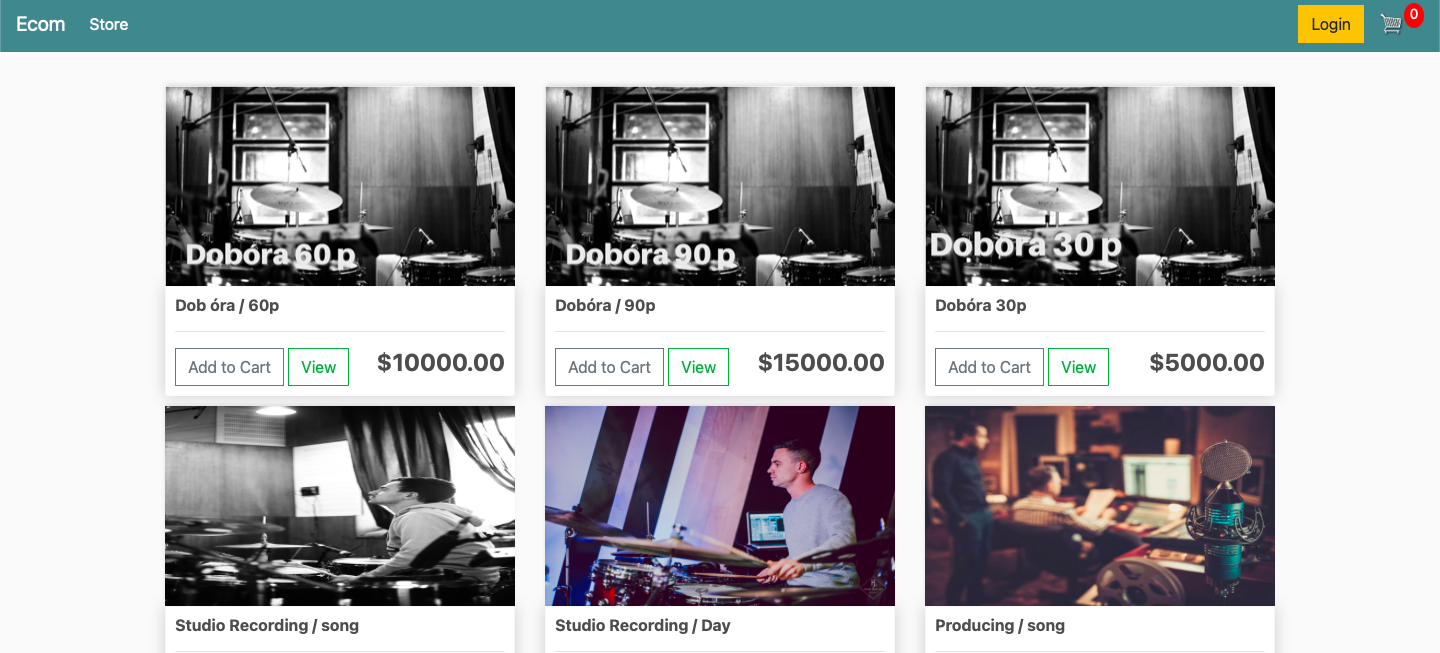 Ecom Store Login 0
Dobóra 60 p
Dobóra 90 p
Dobóra 30 p
Dob óra / 60p
Dobóra / 90p
Dobóra 30p
Add to Cart View $10000.00
Add to Cart View $15000.00
Add to Cart View $5000.00
Studio Recording / song
Studio Recording / Day
Producing / song